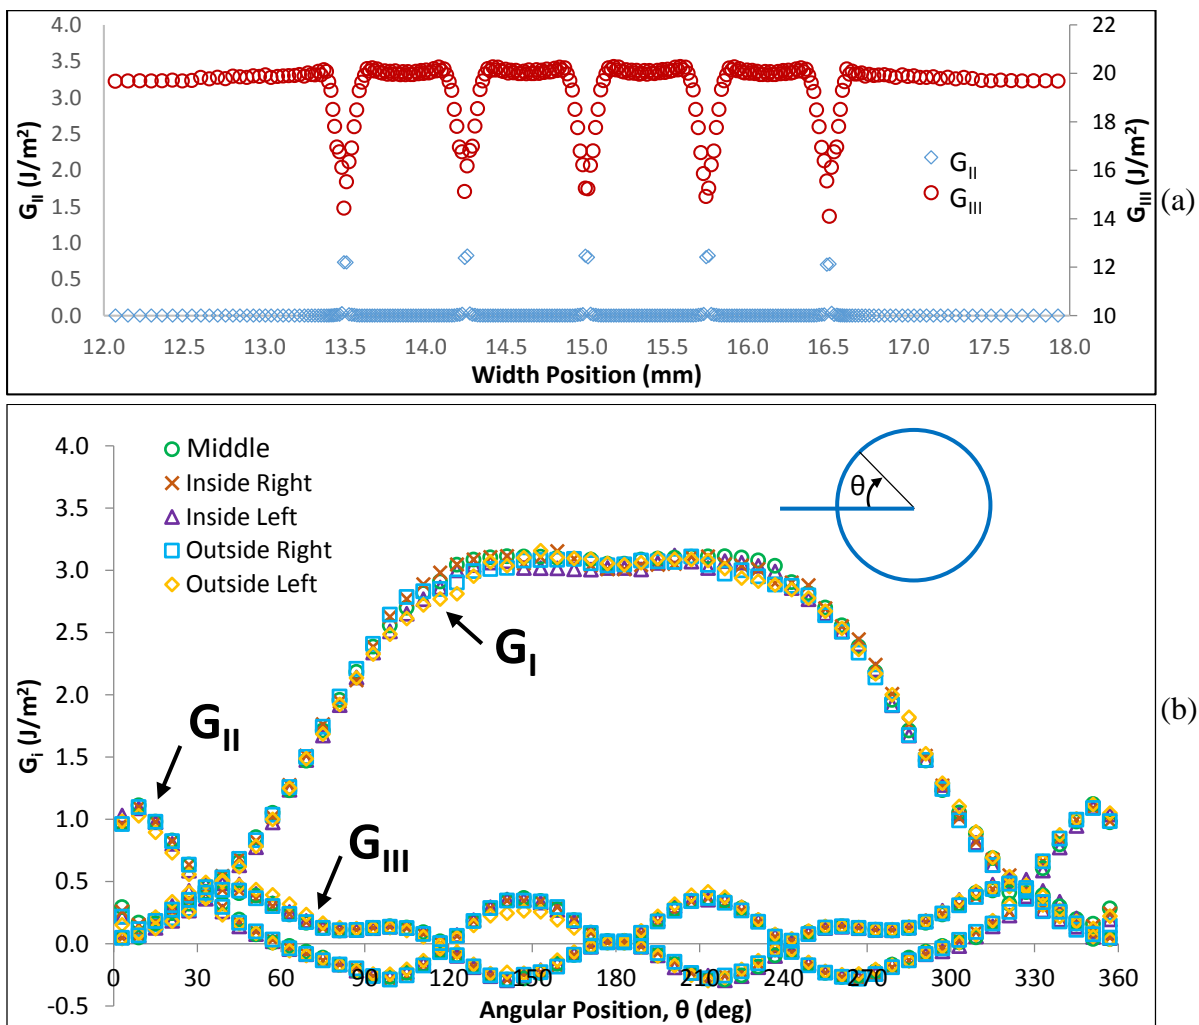 4.0
3.5
3.0
2.5
2.0
1.5
1.0
0.5
0.0
G_II (J/m²)
22
20
18
16
14
12
10
G_III (J/m²)
G_II
G_III
12.0 12.5 13.0 13.5 14.0 14.5 15.0 15.5 16.0 16.5 17.0 17.5 18.0
Width Position (mm)
(a)
4.0
3.5
3.0
2.5
2.0
1.5
1.0
0.5
0.0
-0.5
G_i (J/m²)
Middle
Inside Right
Inside Left
Outside Right
Outside Left
θ
G_I
G_II
G_III
0 30 60 90 120 150 180 210 240 270 300 330 360
Angular Position, θ (deg)
(b)